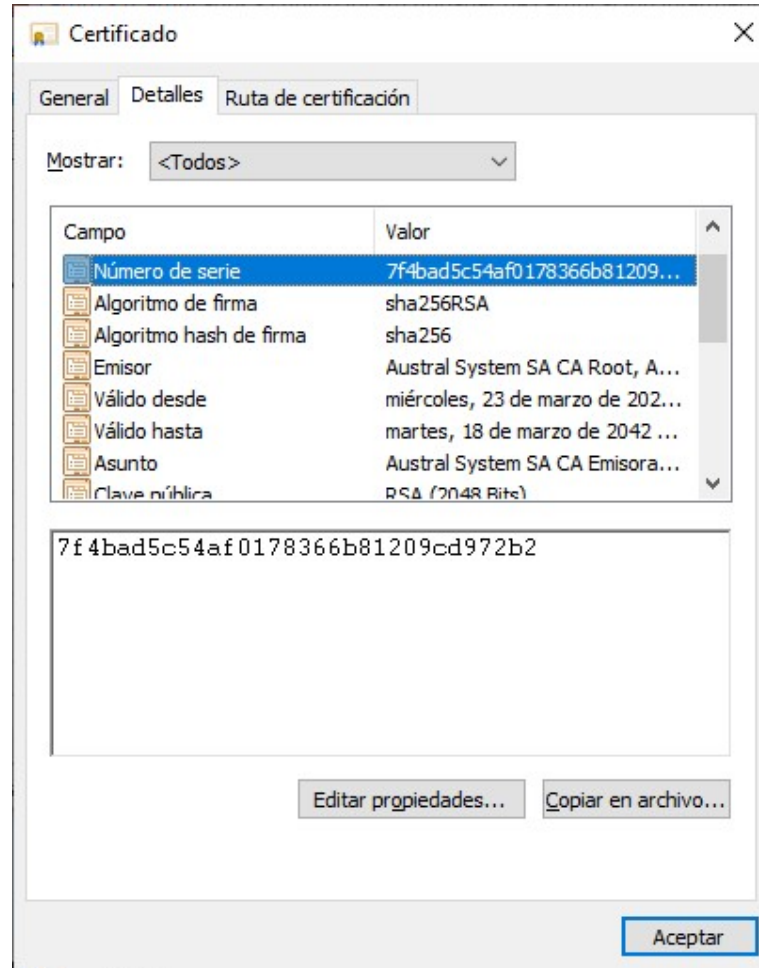 Certificado
General Detalles Ruta de certificación
Mostrar: <Todos>
Campo Valor
Número de serie 7f4bad5c54af0178366b81209...
Algoritmo de firma sha256RSA
Algoritmo hash de firma sha256
Emisor Austral System SA CA Root, A...
Válido desde miércoles, 23 de marzo de 202...
Válido hasta martes, 18 de marzo de 2042 ...
Asunto Austral System SA CA Emisora...
Clave pública RSA (2048 Bits)
7f4bad5c54af0178366b81209cd972b2
Editar propiedades... Copiar en archivo...
Aceptar